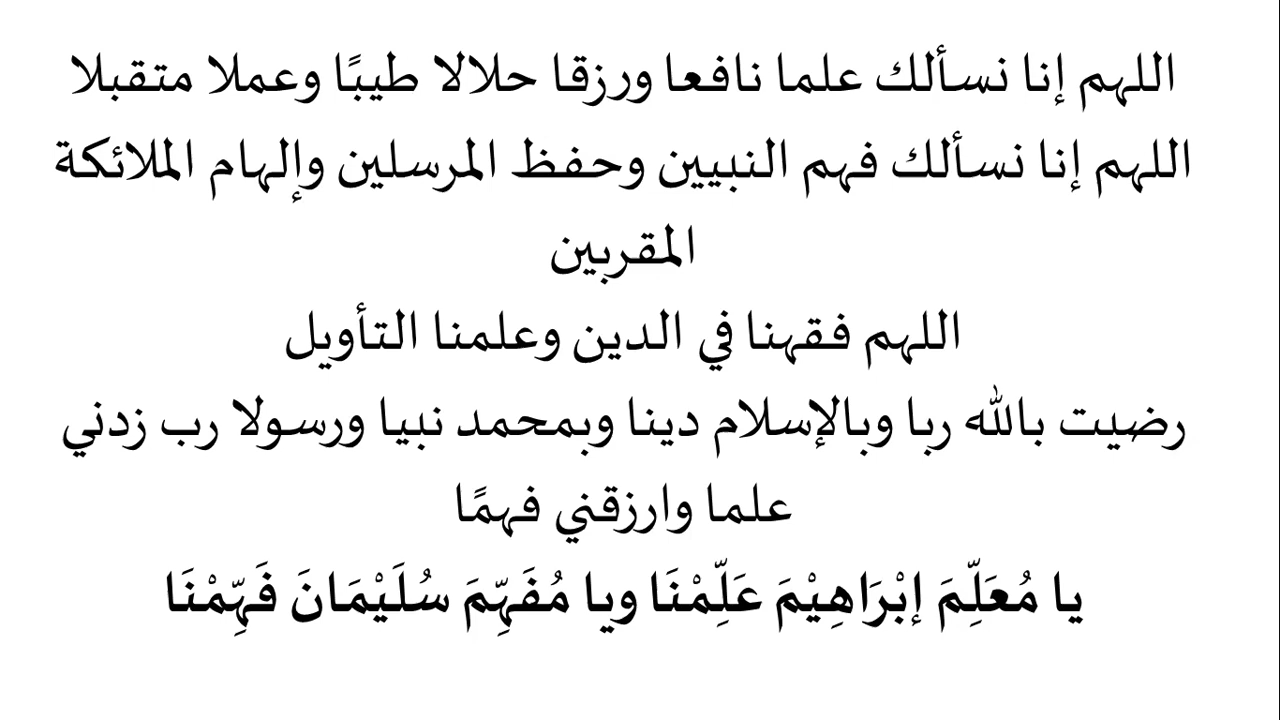 اللهم إنا نسألك علما نافعا ورزقا حلالا طيبًا وعملا متقبلا
اللهم إنا نسألك فهم النبيين وحفظ المرسلين وإلهام الملائكة
المقربين
اللهم فقهنا في الدين وعلمنا التأويل
رضيت بالله ربا وبالإسلام دينا وبمحمد نبيا ورسولا رب زدني
علما وارزقني فهمًا
يا مُعَلِّمَ إبْرَاهِيْمَ عَلِّمْنَا ويا مُفَهِّمَ سُلَيْمَانَ فَهِّمْنَا